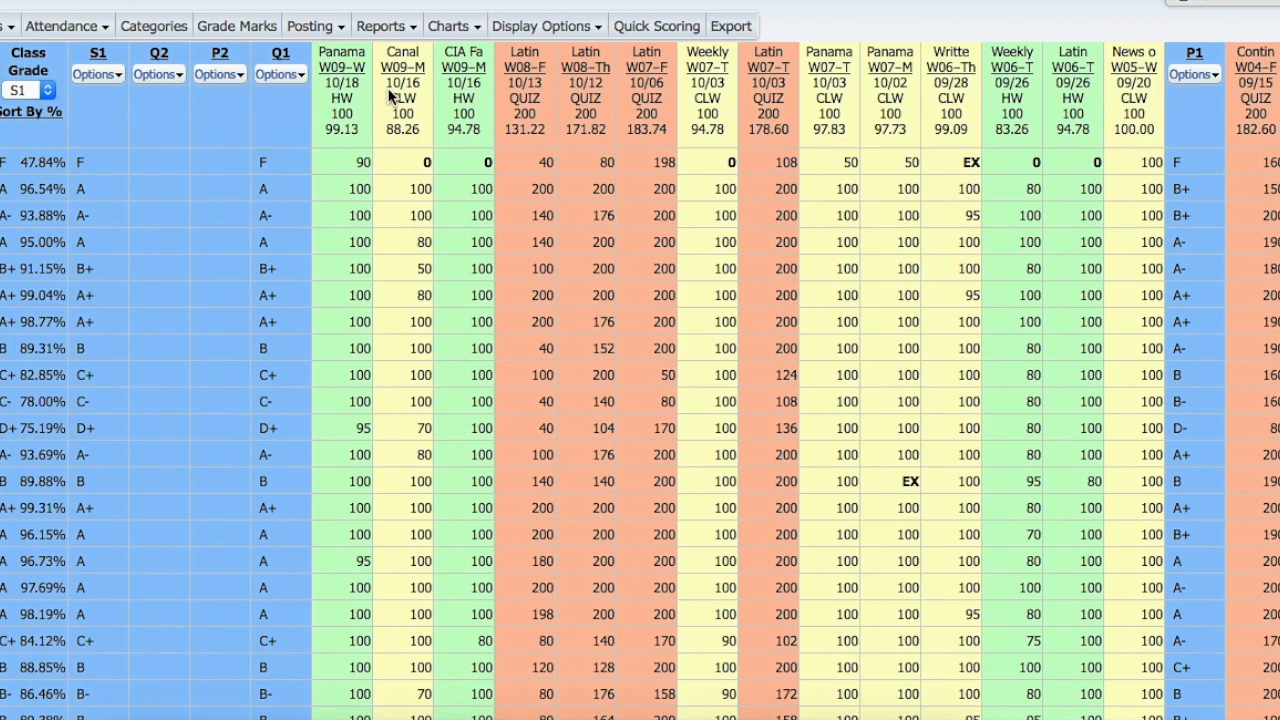 s Attendance Categories Grade Marks Posting Reports Charts Display Options Quick Scoring Export
Class S1 Q2 P2 Q1 Panama Canal CIA Fa Latin Latin Latin Weekly Latin Panama Panama Writte Weekly Latin News o P1 Contin
Grade Options Options Options Options W09-W W09-M W09-M W08-F W08-Th W07-F W07-T W07-T W07-T W07-M W06-Th W06-T W06-T W05-W Options W04-F
S1 10/18 10/16 10/16 10/13 10/12 10/06 10/03 10/03 10/03 10/02 09/28 09/26 09/26 09/20 09/15
HW CLW HW QUIZ QUIZ QUIZ CLW QUIZ CLW CLW CLW HW HW CLW QUIZ
ort By % 100 100 100 200 200 200 100 200 100 100 100 100 100 100 200
99.13 88.26 94.78 131.22 171.82 183.74 94.78 178.60 97.83 97.73 99.09 83.26 94.78 100.00 182.60
F 47.84% F F 90 0 0 40 80 198 0 108 50 50 EX 0 0 100 F 160
A 96.54% A A 100 100 100 200 200 200 100 200 100 100 100 80 100 100 B+ 150
A- 93.88% A- A- 100 100 100 140 176 200 100 200 100 100 95 100 100 100 B+ 200
A 95.00% A A 100 80 100 140 200 200 100 200 100 100 100 100 100 100 A- 190
B+ 91.15% B+ B+ 100 50 100 100 200 200 100 200 100 100 100 80 100 100 A- 180
A+ 99.04% A+ A+ 100 80 100 200 200 200 100 200 100 100 95 100 100 100 A+ 200
A+ 98.77% A+ A+ 100 100 100 200 176 200 100 200 100 100 100 100 100 100 A+ 190
B 89.31% B B 100 100 100 40 152 200 100 200 100 100 100 80 100 100 A- 190
C+ 82.85% C+ C+ 100 100 100 100 200 50 100 124 100 100 100 80 100 100 B 160
C- 78.00% C- C- 100 100 100 40 140 80 100 108 100 100 100 80 100 100 B- 160
D+ 75.19% D+ D+ 95 70 100 40 104 170 100 136 100 100 100 80 100 100 D- 80
A- 93.69% A- A- 100 80 100 100 176 200 100 200 100 100 100 80 100 100 A+ 200
B 89.88% B B 100 100 100 140 140 200 100 200 100 EX 100 95 80 100 B 190
A+ 99.31% A+ A+ 100 100 100 200 200 200 100 200 100 100 100 80 100 100 A+ 200
A 96.15% A A 100 100 100 200 200 200 100 200 100 100 100 70 100 100 B+ 190
A 96.73% A A 95 100 100 180 200 200 100 200 100 100 100 80 100 100 A 200
A 97.69% A A 100 100 100 200 200 200 100 200 100 100 100 100 100 100 A- 200
A 98.19% A A 100 100 100 198 200 200 100 200 100 100 95 80 100 100 A 200
C+ 84.12% C+ C+ 100 100 80 80 140 170 90 102 100 100 100 75 100 100 A- 170
B 88.85% B B 100 100 100 120 128 200 100 200 100 100 100 80 100 100 C+ 200
B- 86.46% B- B- 100 70 100 80 176 158 90 172 100 100 100 80 100 100 B 200